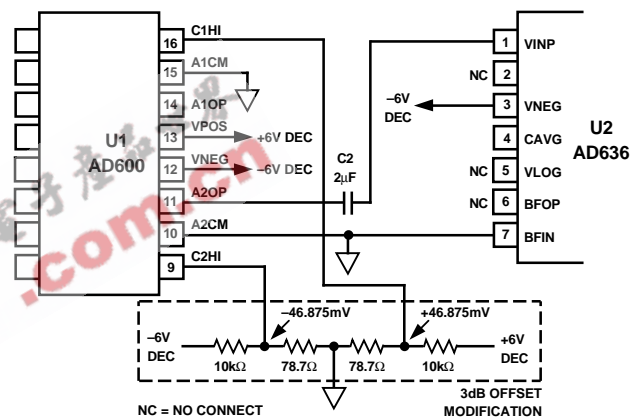 16 C1HI
15 A1CM
14 A1OP
13 VPOS
+6V DEC
12 VNEG
–6V DEC
11 A2OP
10 A2CM
9 C2HI
U1
AD600
C2
2µF
1 VINP
NC 2
–6V
DEC
3 VNEG
4 CAVG
NC 5 VLOG
NC 6 BFOP
7 BFIN
U2
AD636
–46.875mV
+46.875mV
–6V
DEC
10kΩ
78.7Ω
78.7Ω
10kΩ
+6V
DEC
NC = NO CONNECT
3dB OFFSET
MODIFICATION
.com.cn